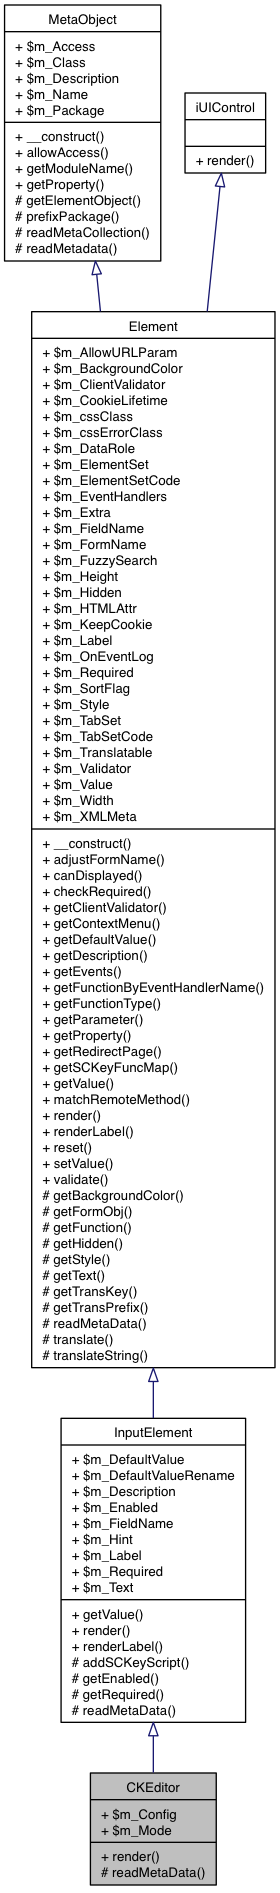 MetaObject
+ $m_Access
+ $m_Class
+ $m_Description
+ $m_Name
+ $m_Package
+ __construct()
+ allowAccess()
+ getModuleName()
+ getProperty()
# getElementObject()
# prefixPackage()
# readMetaCollection()
# readMetadata()
iUIControl
+ render()
Element
+ $m_AllowURLParam
+ $m_BackgroundColor
+ $m_ClientValidator
+ $m_CookieLifetime
+ $m_cssClass
+ $m_cssErrorClass
+ $m_DataRole
+ $m_ElementSet
+ $m_ElementSetCode
+ $m_EventHandlers
+ $m_Extra
+ $m_FieldName
+ $m_FormName
+ $m_FuzzySearch
+ $m_Height
+ $m_Hidden
+ $m_HTMLAttr
+ $m_KeepCookie
+ $m_Label
+ $m_OnEventLog
+ $m_Required
+ $m_SortFlag
+ $m_Style
+ $m_TabSet
+ $m_TabSetCode
+ $m_Translatable
+ $m_Validator
+ $m_Value
+ $m_Width
+ $m_XMLMeta
+ __construct()
+ adjustFormName()
+ canDisplayed()
+ checkRequired()
+ getClientValidator()
+ getContextMenu()
+ getDefaultValue()
+ getDescription()
+ getEvents()
+ getFunctionByEventHandlerName()
+ getFunctionType()
+ getParameter()
+ getProperty()
+ getRedirectPage()
+ getSCKeyFuncMap()
+ getValue()
+ matchRemoteMethod()
+ render()
+ renderLabel()
+ reset()
+ setValue()
+ validate()
# getBackgroundColor()
# getFormObj()
# getFunction()
# getHidden()
# getStyle()
# getText()
# getTransKey()
# getTransPrefix()
# readMetaData()
# translate()
# translateString()
InputElement
+ $m_DefaultValue
+ $m_DefaultValueRename
+ $m_Description
+ $m_Enabled
+ $m_FieldName
+ $m_Hint
+ $m_Label
+ $m_Required
+ $m_Text
+ getValue()
+ render()
+ renderLabel()
# addSCKeyScript()
# getEnabled()
# getRequired()
# readMetaData()
CKEditor
+ $m_Config
+ $m_Mode
+ render()
# readMetaData()